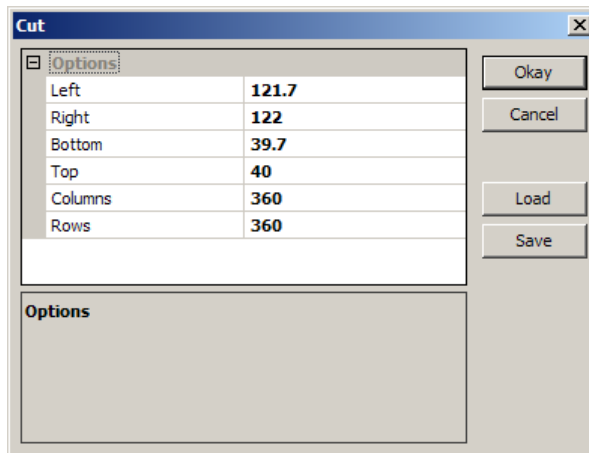 Cut
Options
Okay
Left 121.7
Right 122
Cancel
Bottom 39.7
Top 40
Columns 360
Load
Rows 360
Save
Options